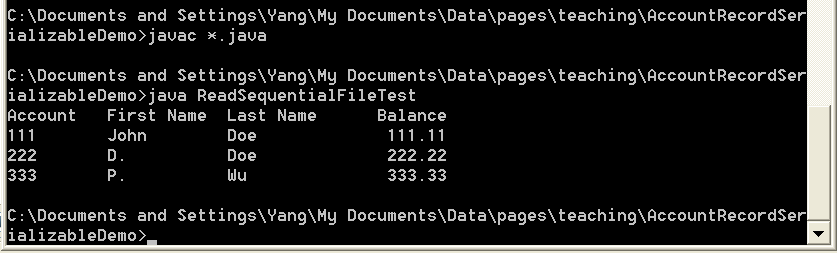 C:\Documents and Settings\Yang\My Documents\Data\pages\teaching\AccountRecordSer
ializableDemo>javac *.java
C:\Documents and Settings\Yang\My Documents\Data\pages\teaching\AccountRecordSer
ializableDemo>java ReadSequentialFileTest
Account   First Name  Last Name      Balance
111       John        Doe             111.11
222       D.          Doe             222.22
333       P.          Wu              333.33
C:\Documents and Settings\Yang\My Documents\Data\pages\teaching\AccountRecordSer
ializableDemo>_